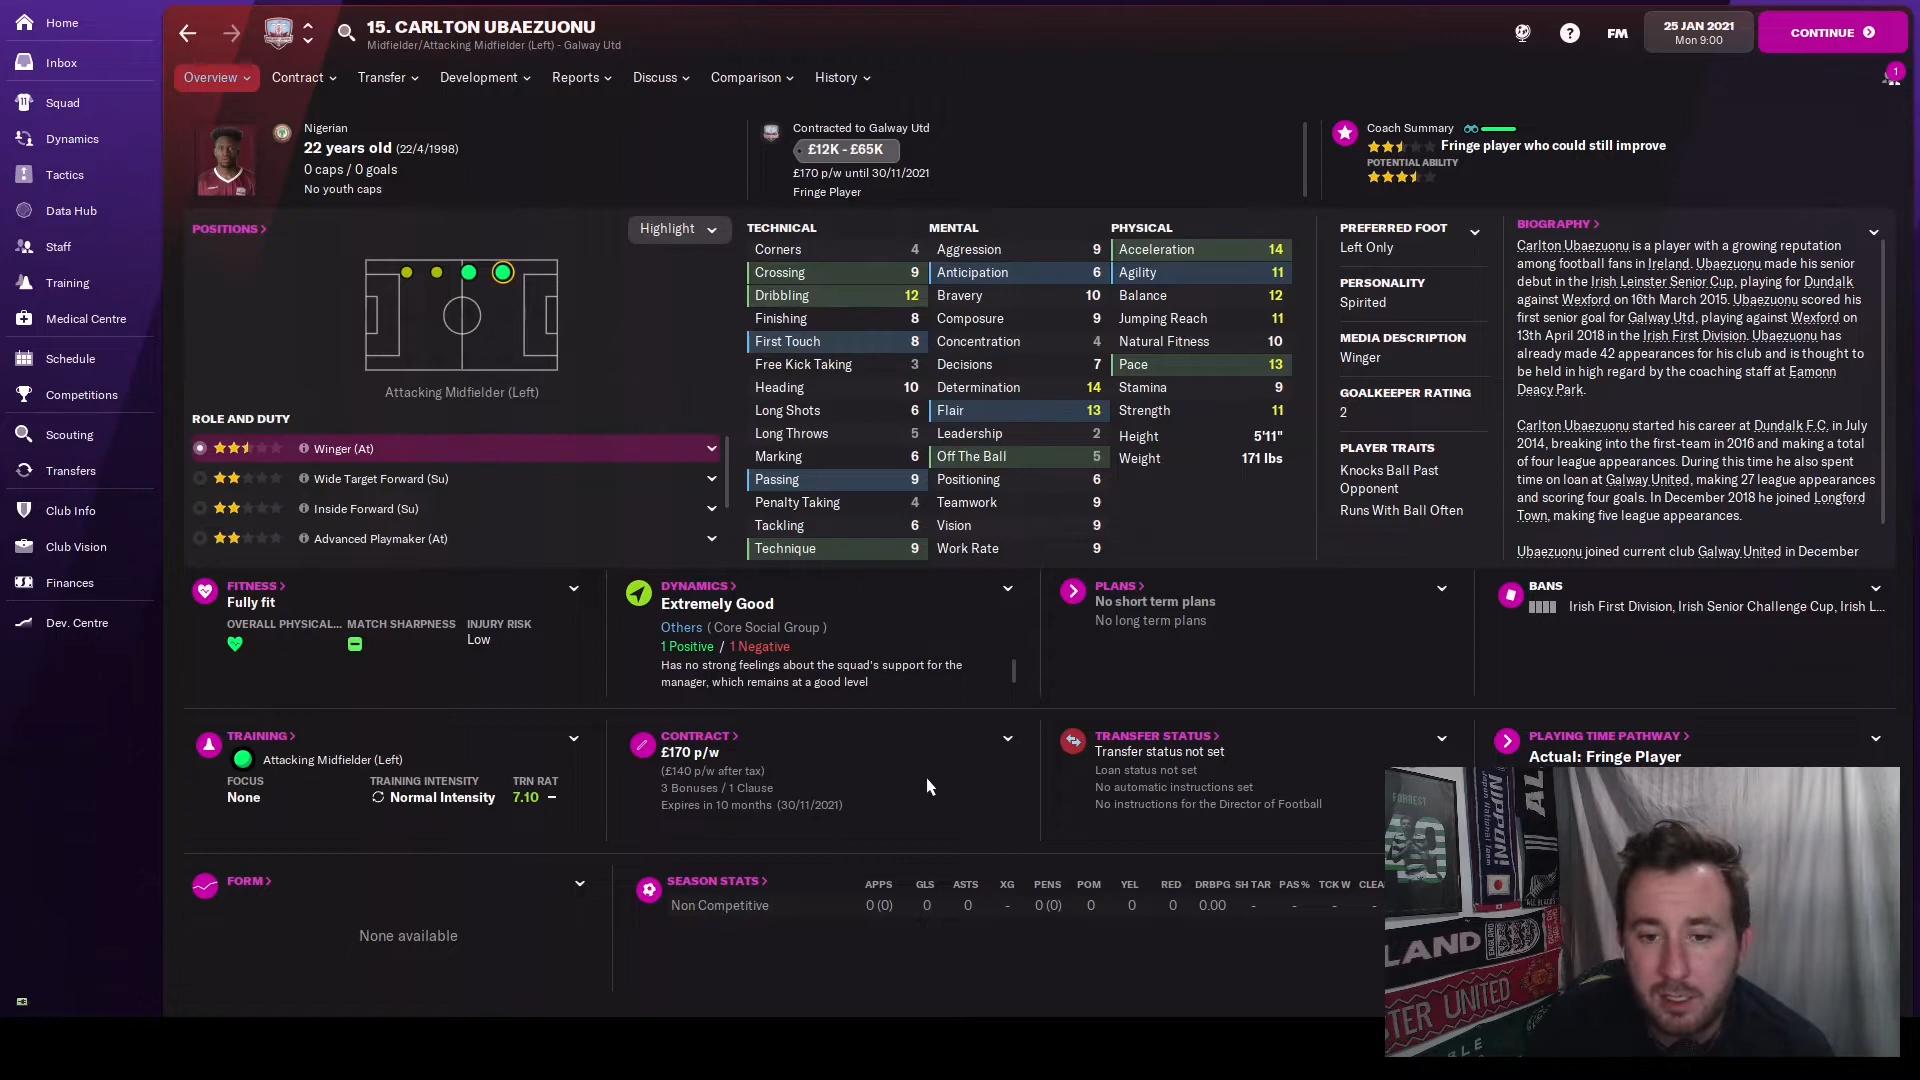 Home
Inbox
Squad
Dynamics
Tactics
Data Hub
Staff
Training
Medical Centre
Schedule
Competitions
Scouting
Transfers
Club Info
Club Vision
Finances
Dev. Centre
15. CARLTON UBAEZUONU
Midfielder/Attacking Midfielder (Left) - Galway Utd
FM
25 JAN 2021
Mon 9:00
CONTINUE
1
Overview Contract Transfer Development Reports Discuss Comparison History
Nigerian
22 years old (22/4/1998)
0 caps / 0 goals
No youth caps
Contracted to Galway Utd
£12K - £65K
£170 p/w until 30/11/2021
Fringe Player
Coach Summary
Fringe player who could still improve
POTENTIAL ABILITY
POSITIONS >
Highlight
Attacking Midfielder (Left)
ROLE AND DUTY
Winger (At)
Wide Target Forward (Su)
Inside Forward (Su)
Advanced Playmaker (At)
TECHNICAL
Corners 4
Crossing 9
Dribbling 12
Finishing 8
First Touch 8
Free Kick Taking 3
Heading 10
Long Shots 6
Long Throws 5
Marking 6
Passing 9
Penalty Taking 4
Tackling 6
Technique 9
MENTAL
Aggression 9
Anticipation 6
Bravery 10
Composure 9
Concentration 4
Decisions 7
Determination 14
Flair 13
Leadership 2
Off The Ball 5
Positioning 6
Teamwork 9
Vision 9
Work Rate 9
PHYSICAL
Acceleration 14
Agility 11
Balance 12
Jumping Reach 11
Natural Fitness 10
Pace 13
Stamina 9
Strength 11
Height 5'11"
Weight 171 lbs
PREFERRED FOOT
Left Only
PERSONALITY
Spirited
MEDIA DESCRIPTION
Winger
GOALKEEPER RATING
2
PLAYER TRAITS
Knocks Ball Past
Opponent
Runs With Ball Often
BIOGRAPHY >
Carlton Ubaezuonu is a player with a growing reputation
among football fans in Ireland. Ubaezuonu made his senior
debut in the Irish Leinster Senior Cup, playing for Dundalk
against Wexford on 16th March 2015. Ubaezuonu scored his
first senior goal for Galway Utd, playing against Wexford on
13th April 2018 in the Irish First Division. Ubaezuonu has
already made 42 appearances for his club and is thought to
be held in high regard by the coaching staff at Eamonn
Deacy Park.
Carlton Ubaezuonu started his career at Dundalk F.C. in July
2014, breaking into the first-team in 2016 and making a total
of four league appearances. During this time he also spent
time on loan at Galway United, making 27 league appearances
and scoring four goals. In December 2018 he joined Longford
Town, making five league appearances.
Ubaezuonu joined current club Galway United in December
FITNESS >
Fully fit
OVERALL PHYSICAL... MATCH SHARPNESS INJURY RISK
Low
DYNAMICS >
Extremely Good
Others ( Core Social Group )
1 Positive / 1 Negative
Has no strong feelings about the squad's support for the
manager, which remains at a good level
PLANS >
No short term plans
No long term plans
BANS
Irish First Division, Irish Senior Challenge Cup, Irish L...
TRAINING >
Attacking Midfielder (Left)
FOCUS TRAINING INTENSITY TRN RAT
None Normal Intensity 7.10 –
CONTRACT >
£170 p/w
(£140 p/w after tax)
3 Bonuses / 1 Clause
Expires in 10 months (30/11/2021)
TRANSFER STATUS >
Transfer status not set
Loan status not set
No automatic instructions set
No instructions for the Director of Football
PLAYING TIME PATHWAY >
Actual: Fringe Player
FORM >
None available
SEASON STATS >
APPS GLS ASTS XG PENS POM YEL RED DRBPG SH TAR PAS % TCK W CLEA
Non Competitive 0 (0) 0 0 - 0 (0) 0 0 0 0.00 - - - -
FORREST
NIPPON!
Japan National Team
AL
ALL BLACKS
LAND
ENGLAND
TER UNITED